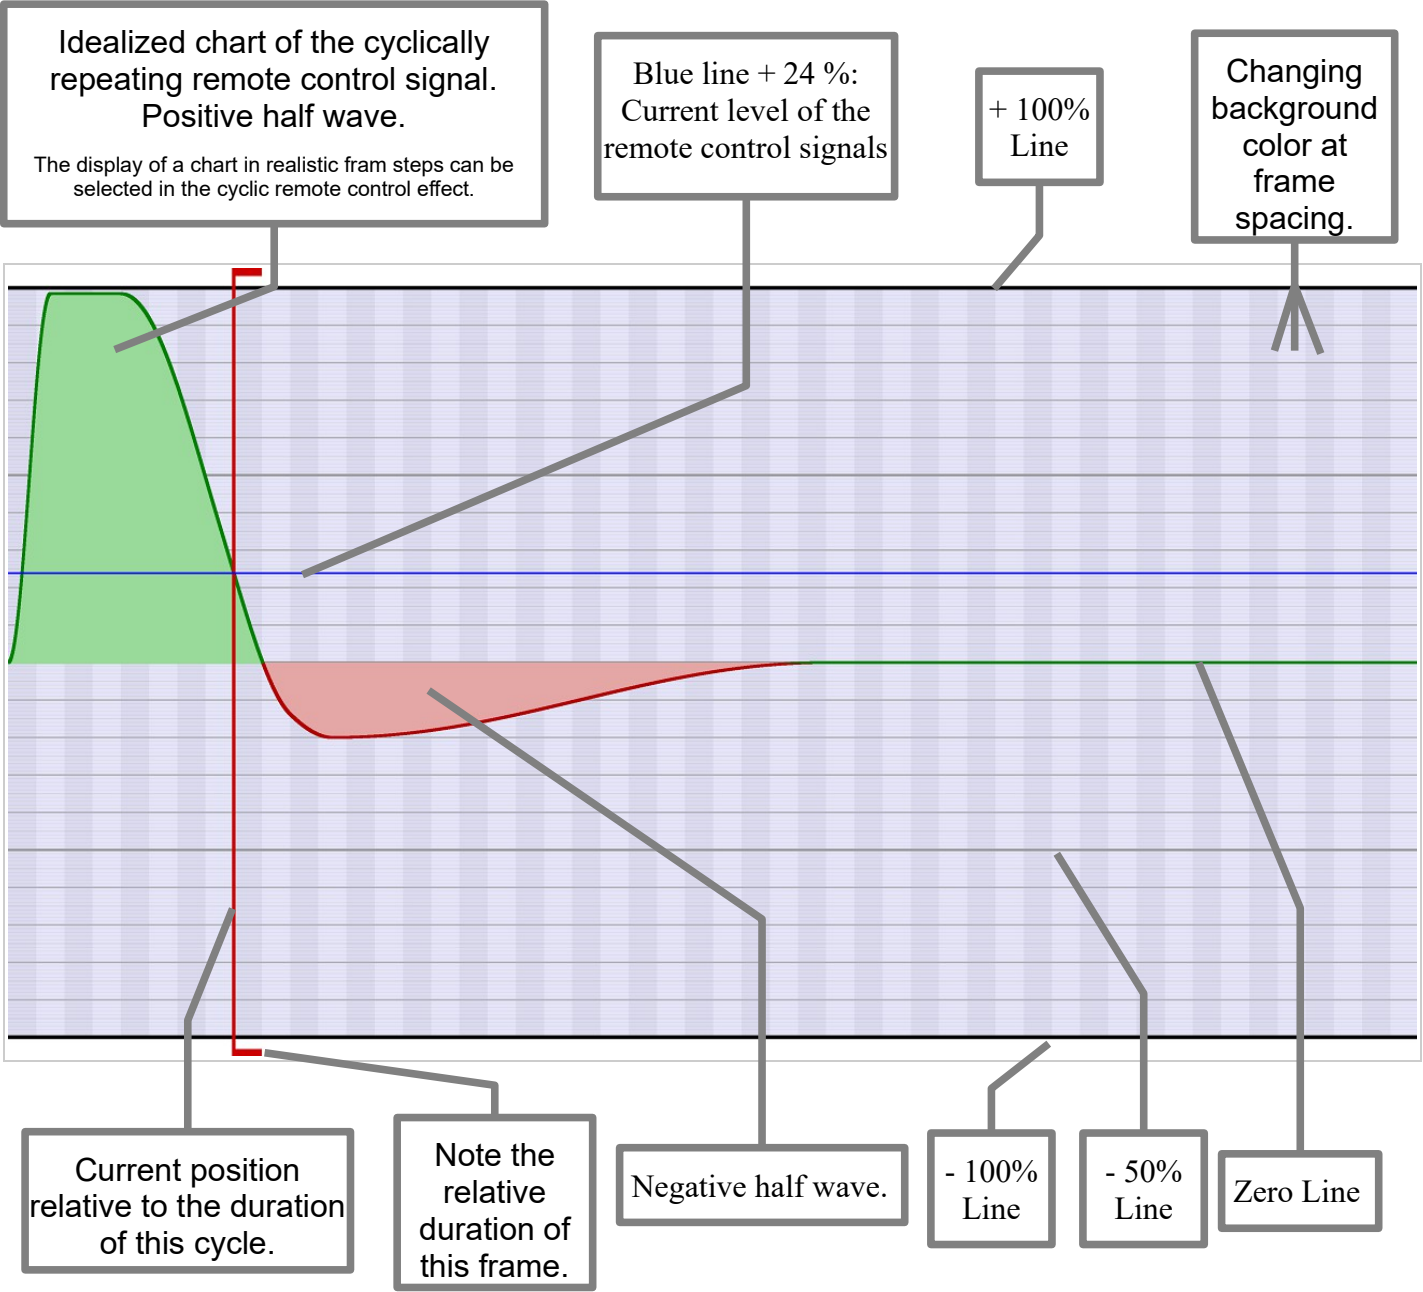 Idealized chart of the cyclically
repeating remote control signal.
Positive half wave.
The display of a chart in realistic fram steps can be
selected in the cyclic remote control effect.
Blue line + 24 %:
Current level of the
remote control signals
+ 100%
Line
Changing
background
color at
frame
spacing.
Current position
relative to the duration
of this cycle.
Note the
relative
duration of
this frame.
Negative half wave.
- 100%
Line
- 50%
Line
Zero Line